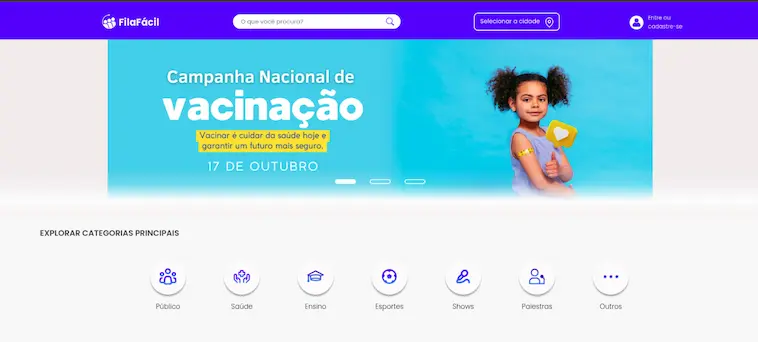 FilaFácil
O que você procura?
Selecionar a cidade
Entre ou
cadastre-se
Campanha Nacional de
vacinação
Vacinar é cuidar da saúde hoje e
garantir um futuro mais seguro.
17 DE OUTUBRO
EXPLORAR CATEGORIAS PRINCIPAIS
Público
Saúde
Ensino
Esportes
Shows
Palestras
Outros